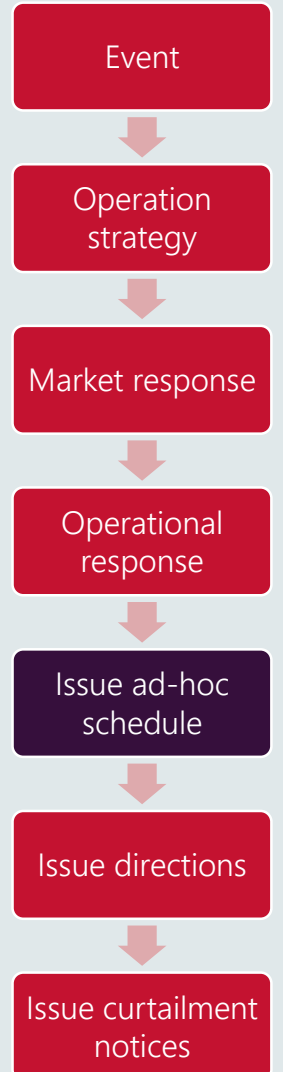 Event
Operation
strategy
Market response
Operational
response
Issue ad-hoc
schedule
Issue directions
Issue curtailment
notices